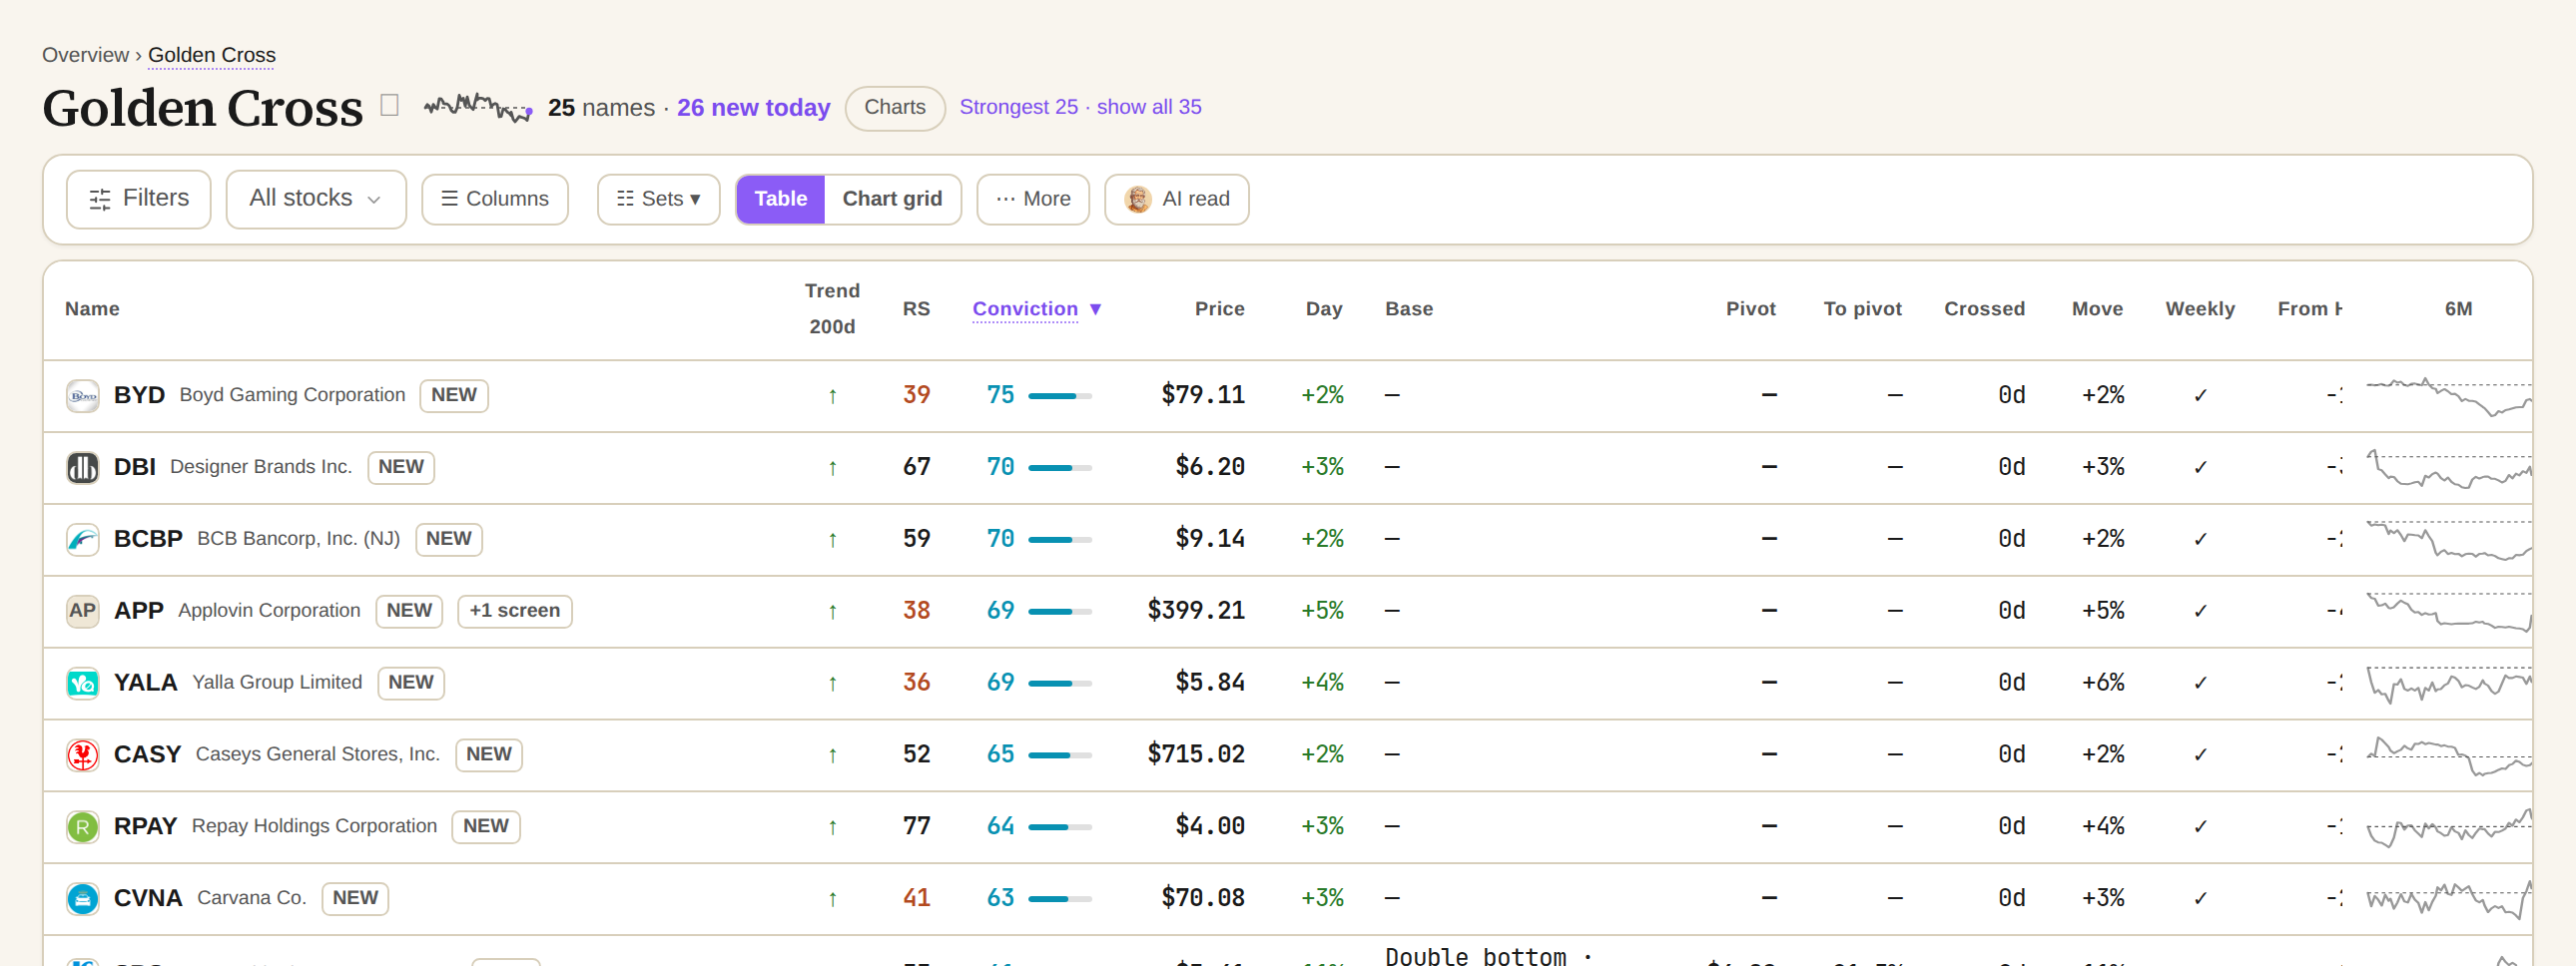 Overview › Golden Cross
Golden Cross 25 names · 26 new today Charts Strongest 25 · show all 35
Filters All stocks Columns Sets ▾ Table Chart grid ··· More AI read
Name Trend 200d RS Conviction ▼ Price Day Base Pivot To pivot Crossed Move Weekly From 6M
BYD Boyd Gaming Corporation NEW ↑ 39 75 $79.11 +2% — — — 0d +2% ✓
DBI Designer Brands Inc. NEW ↑ 67 70 $6.20 +3% — — — 0d +3% ✓
BCBP BCB Bancorp, Inc. (NJ) NEW ↑ 59 70 $9.14 +2% — — — 0d +2% ✓
AP APP Applovin Corporation NEW +1 screen ↑ 38 69 $399.21 +5% — — — 0d +5% ✓
YALA Yalla Group Limited NEW ↑ 36 69 $5.84 +4% — — — 0d +6% ✓
CASY Caseys General Stores, Inc. NEW ↑ 52 65 $715.02 +2% — — — 0d +2% ✓
R RPAY Repay Holdings Corporation NEW ↑ 77 64 $4.00 +3% — — — 0d +4% ✓
CVNA Carvana Co. NEW ↑ 41 63 $70.08 +3% — — — 0d +3% ✓
Double bottom ·